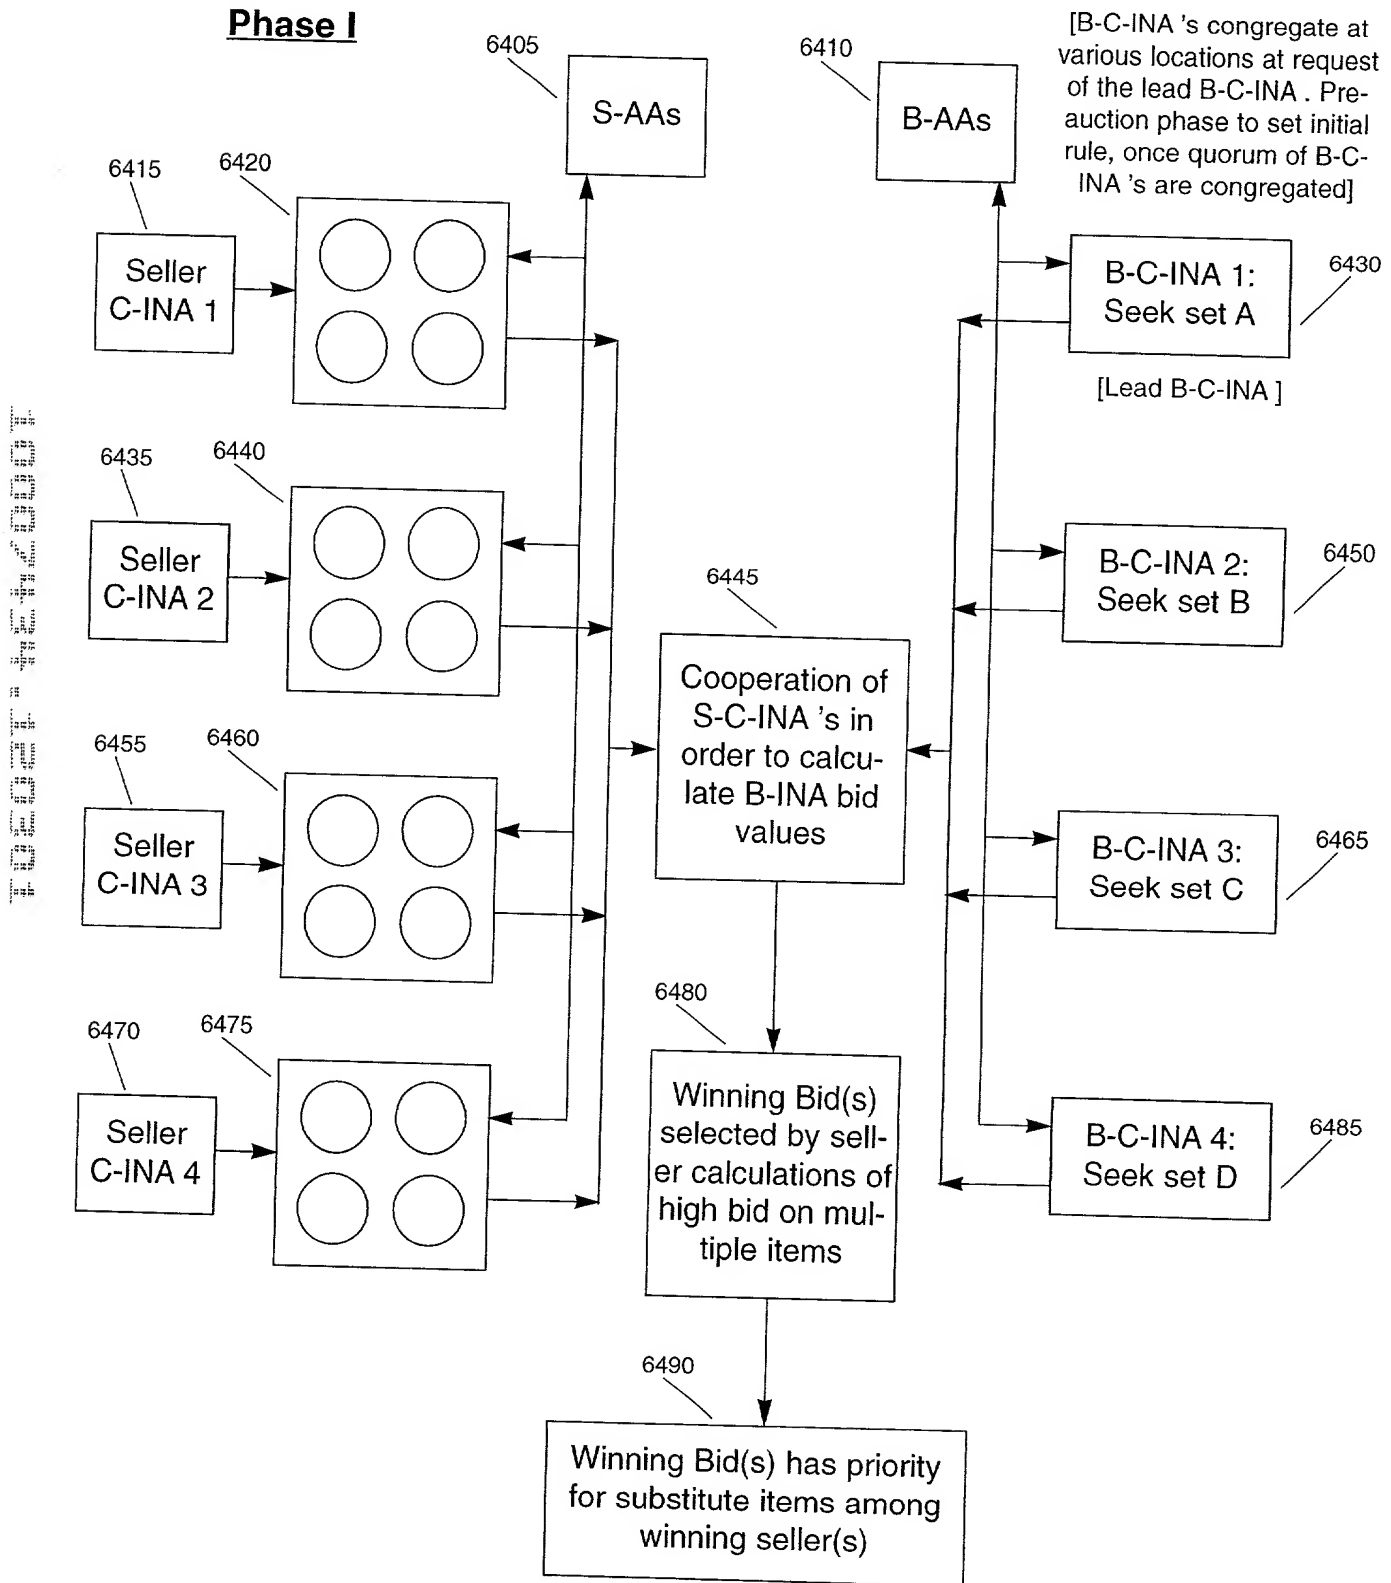 Phase I
[B-C-INA 's congregate at
various locations at request
of the lead B-C-INA . Pre-
auction phase to set initial
rule, once quorum of B-C-
INA 's are congregated]
6405
S-AAs
6410
B-AAs
6415
Seller
C-INA 1
6420
B-C-INA 1:
Seek set A
6430
[Lead B-C-INA ]
6435
Seller
C-INA 2
6440
B-C-INA 2:
Seek set B
6450
6445
Cooperation of
S-C-INA 's in
order to calcu-
late B-INA bid
values
6455
Seller
C-INA 3
6460
B-C-INA 3:
Seek set C
6465
6470
Seller
C-INA 4
6475
6480
Winning Bid(s)
selected by sell-
er calculations of
high bid on mul-
tiple items
B-C-INA 4:
Seek set D
6485
6490
Winning Bid(s) has priority
for substitute items among
winning seller(s)
10007434.120301